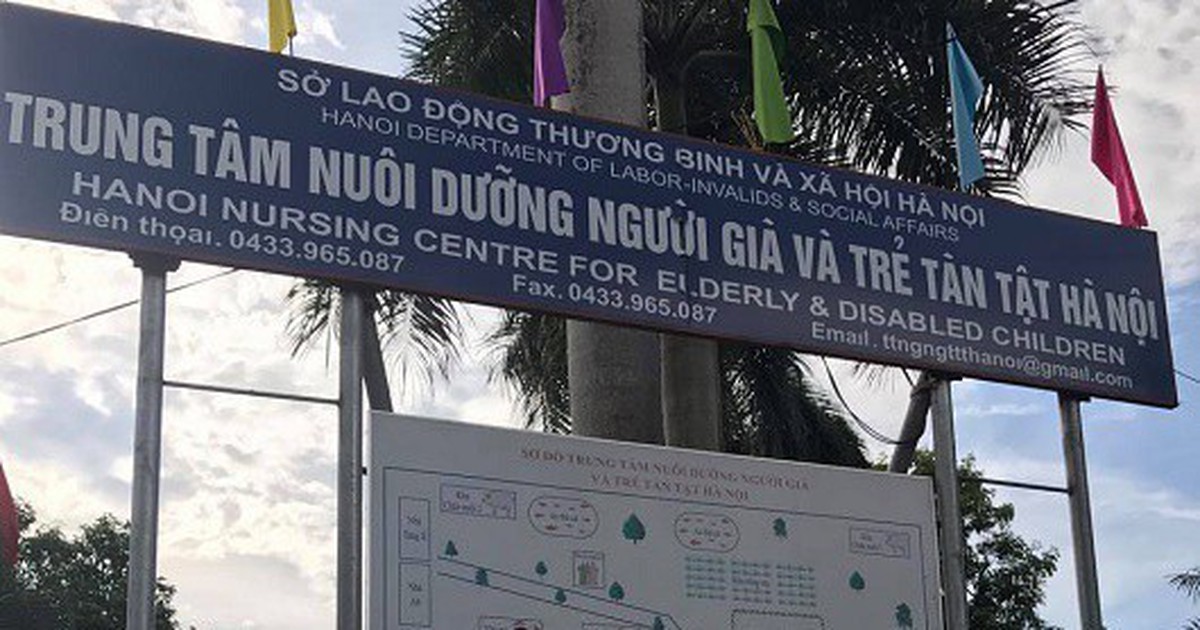 SỞ LAO ĐỘNG THƯƠNG BINH VÀ XÃ HỘI HÀ NỘI
HANOI DEPARTMENT OF LABOR-INVALIDS & SOCIAL AFFAIRS
TRUNG TÂM NUÔI DƯỠNG NGƯỜI GIÀ VÀ TRẺ TÀN TẬT HÀ NỘI
HANOI NURSING CENTRE FOR ELDERLY & DISABLED CHILDREN
Điện thoại. 0433.965.087 Fax. 0433.965.087 Email. ttngngttthanoi@gmail.com
SƠ ĐỒ TRUNG TÂM NUÔI DƯỠNG NGƯỜI GIÀ
VÀ TRẺ TÀN TẬT HÀ NỘI